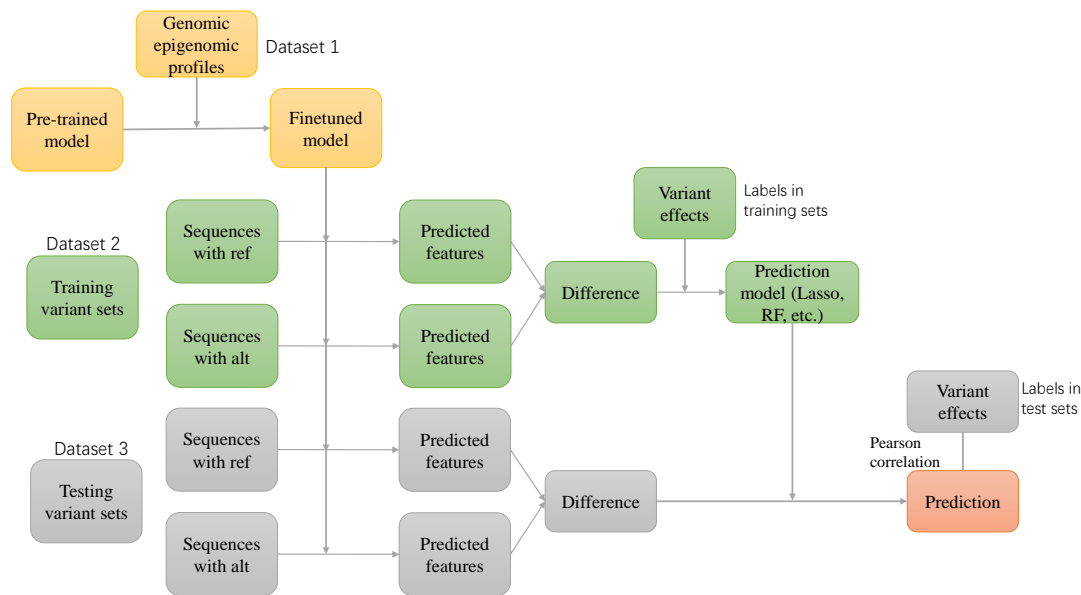 Genomic
epigenomic
profiles
Dataset 1
Pre-trained
model
Finetuned
model
Variant
effects
Labels in
training sets
Dataset 2
Training
variant sets
Sequences
with ref
Predicted
features
Sequences
with alt
Predicted
features
Difference
Prediction
model (Lasso,
RF, etc.)
Variant
effects
Labels in
test sets
Dataset 3
Testing
variant sets
Sequences
with ref
Predicted
features
Sequences
with alt
Predicted
features
Difference
Pearson
correlation
Prediction